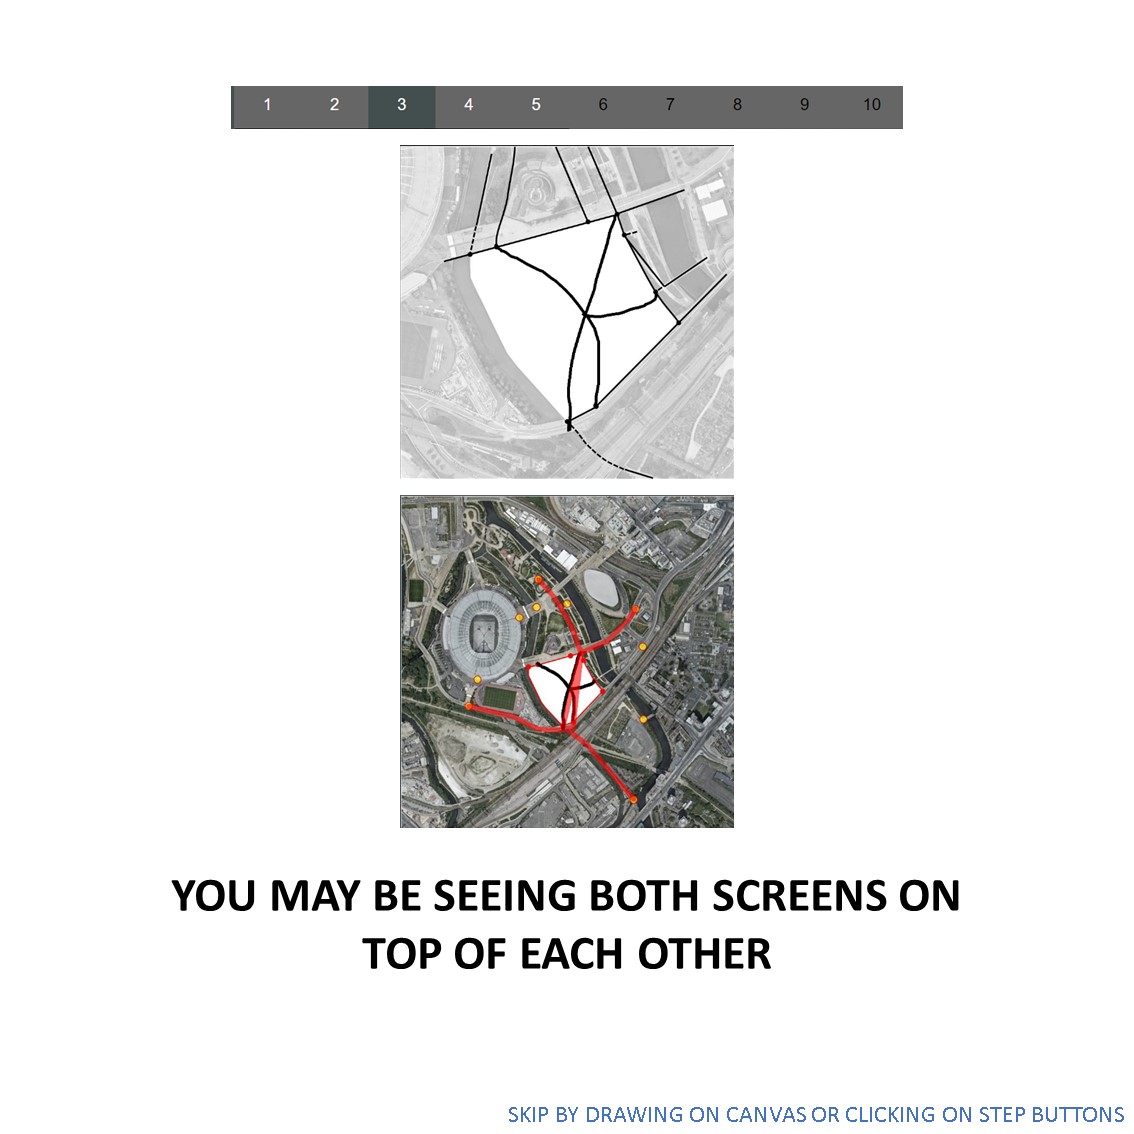 1 2 3 4 5 6 7 8 9 10
YOU MAY BE SEEING BOTH SCREENS ON
TOP OF EACH OTHER
SKIP BY DRAWING ON CANVAS OR CLICKING ON STEP BUTTONS